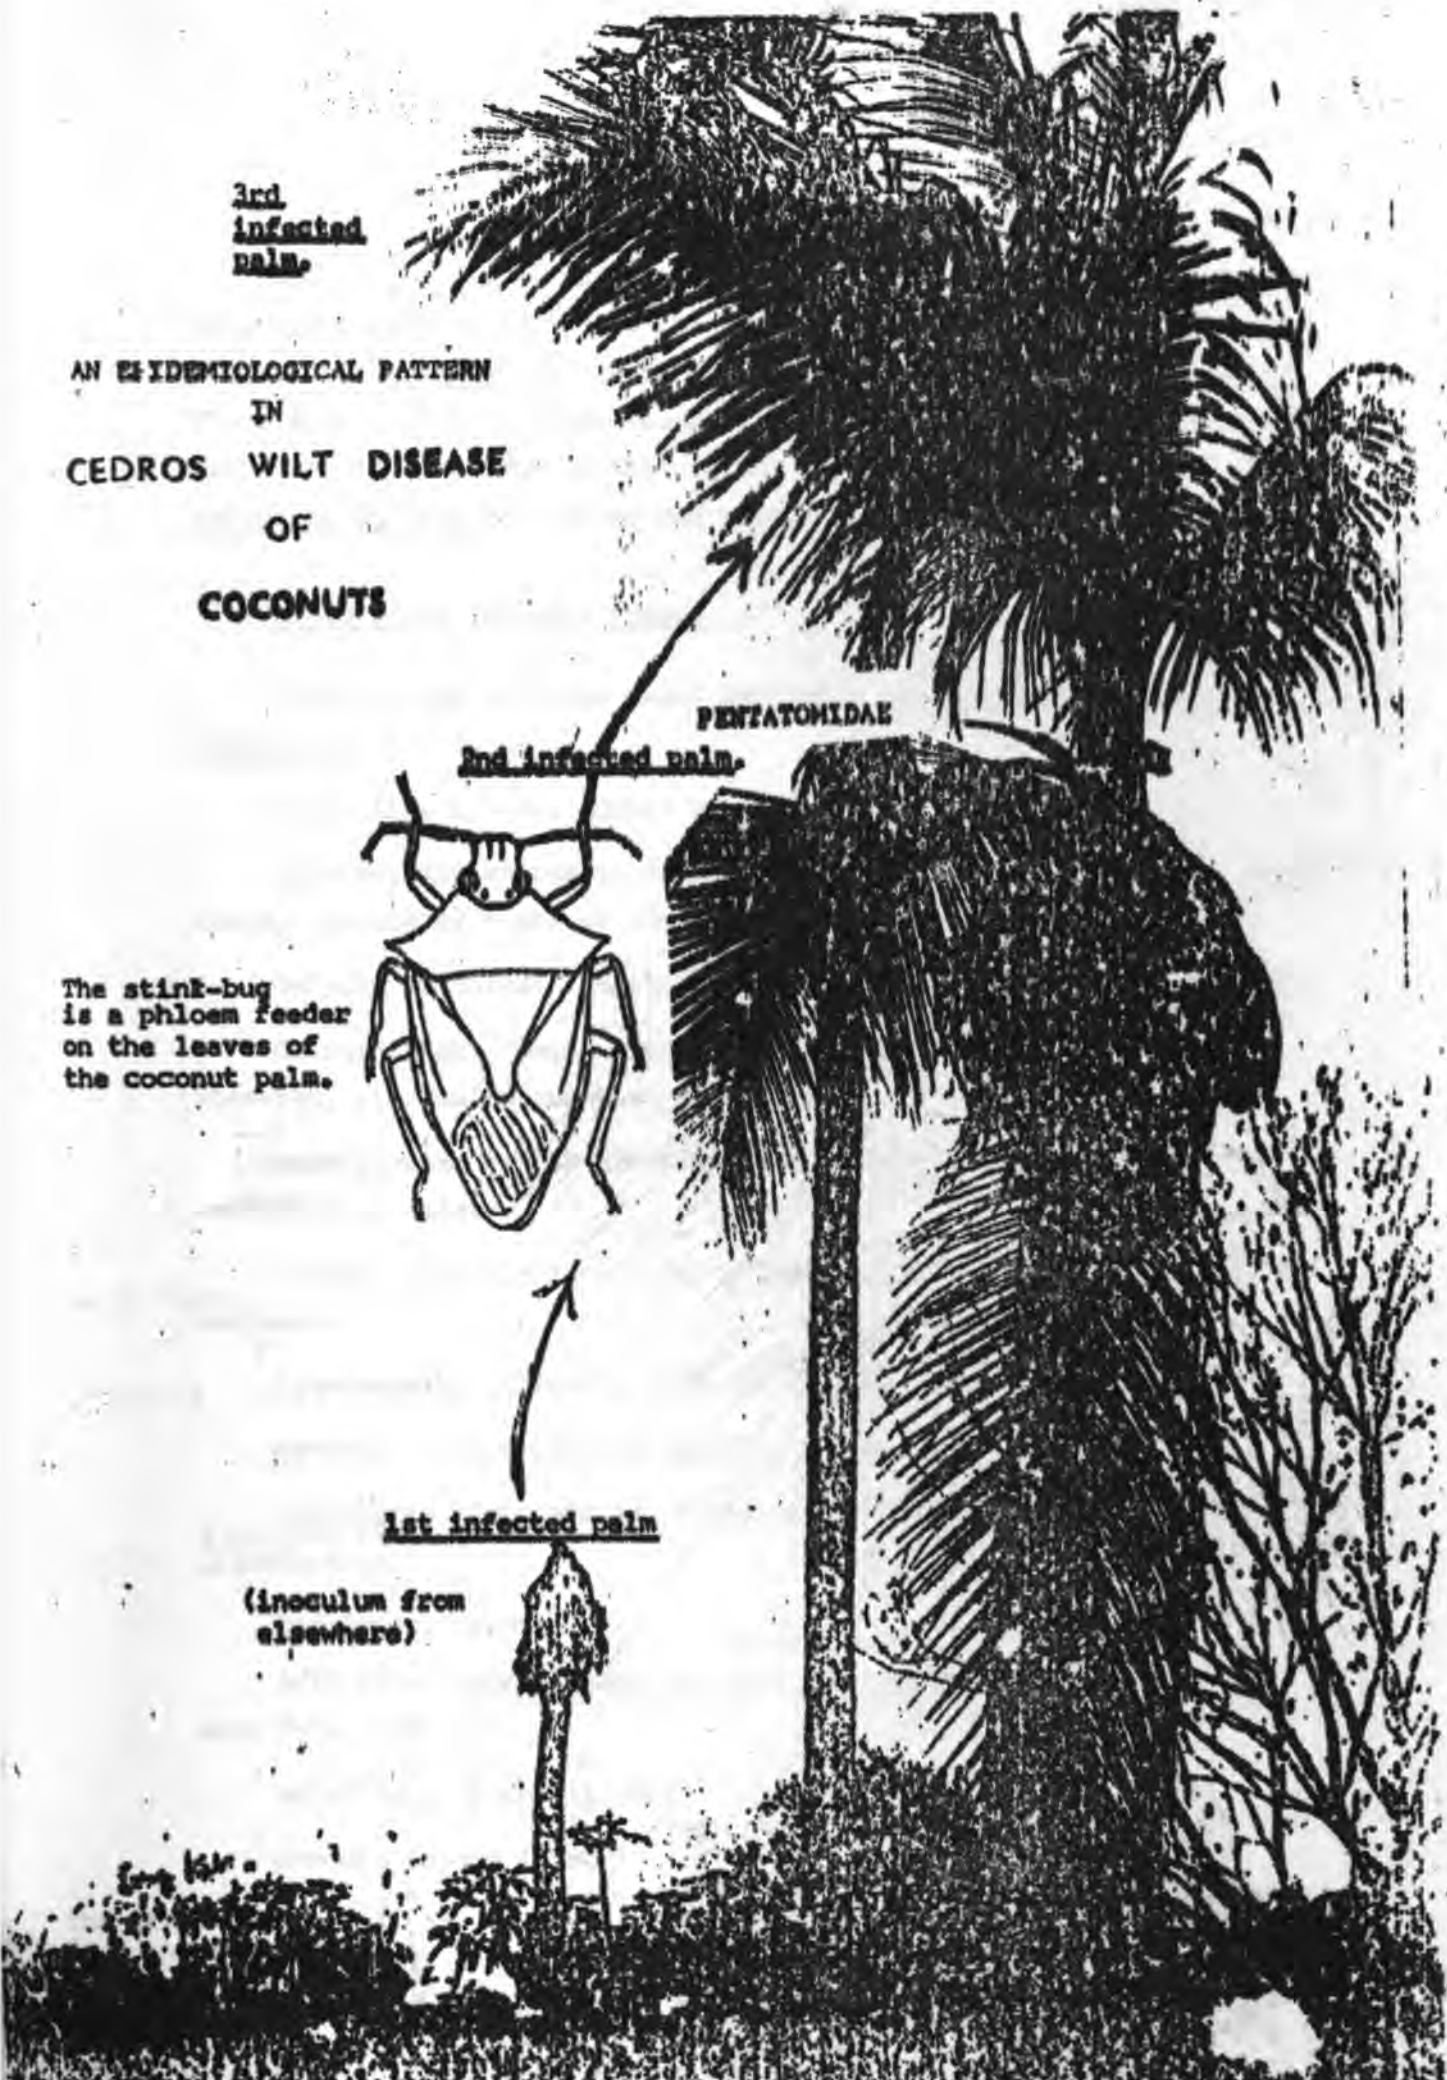 3rd
infected
palm.
AN EPIDEMIOLOGICAL PATTERN
IN
CEDROS WILT DISEASE
OF
COCONUTS
PENTATOMIDAE
2nd infected palm.
The stink-bug
is a phloem feeder
on the leaves of
the coconut palm.
1st infected palm
(inoculum from
elsewhere)